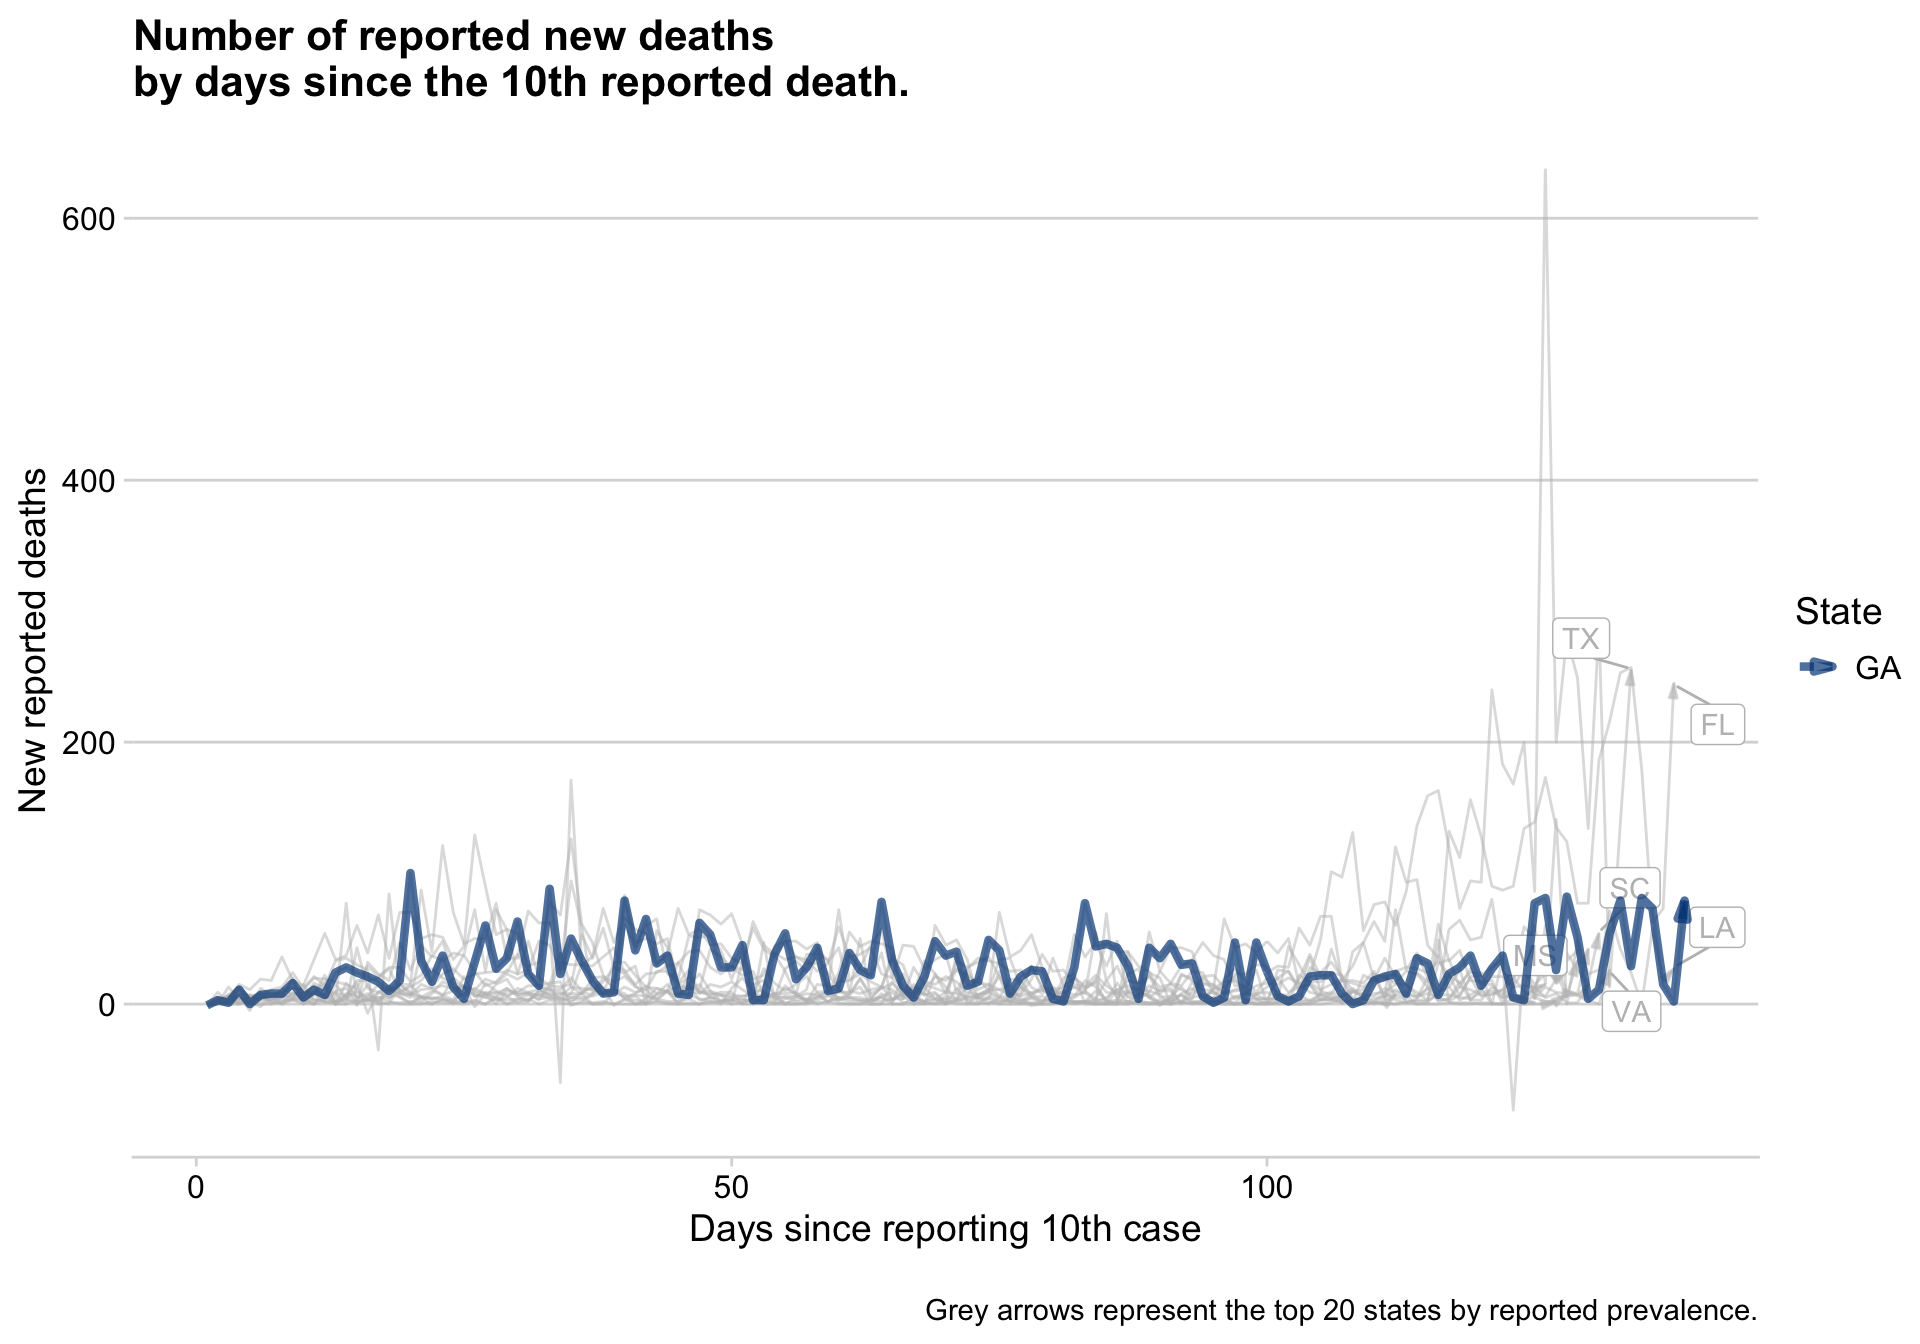 Number of reported new deaths
by days since the 10th reported death.
New reported deaths
600
400
200
0
TX
FL
SC
LA
MS
VA
State
GA
0
50
100
Days since reporting 10th case
Grey arrows represent the top 20 states by reported prevalence.